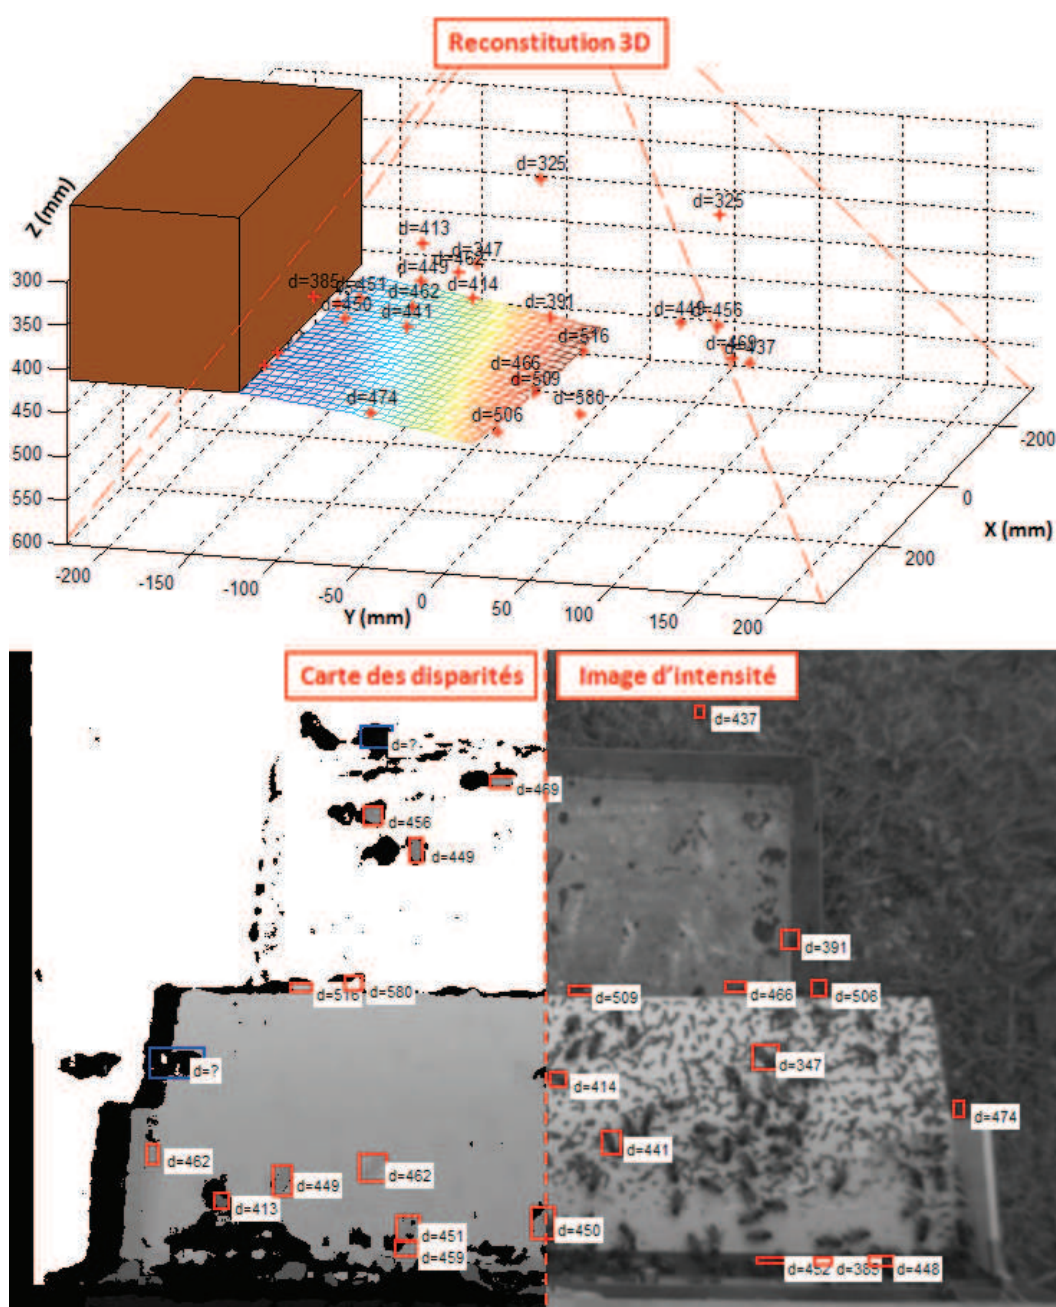 Reconstitution 3D
d=325
d=325
Z (mm)
d=413
d=347
d=462
d=449
d=385
d=451
d=414
300
d=450
d=462
d=391
d=456
d=441
350
d=516
d=437
d=466
400
d=509
d=474
d=580
450
d=506
-200
500
0
550
X (mm)
600
200
-200
-150
-100
-50
0
50
100
150
200
Y (mm)
Carte des disparités
Image d'intensité
d=437
d=?
d=469
d=456
d=449
d=391
d=516
d=580
d=509
d=466
d=506
d=?
d=347
d=414
d=474
d=441
d=462
d=449
d=462
d=413
d=451
d=450
d=459
d=452
d=385
d=448